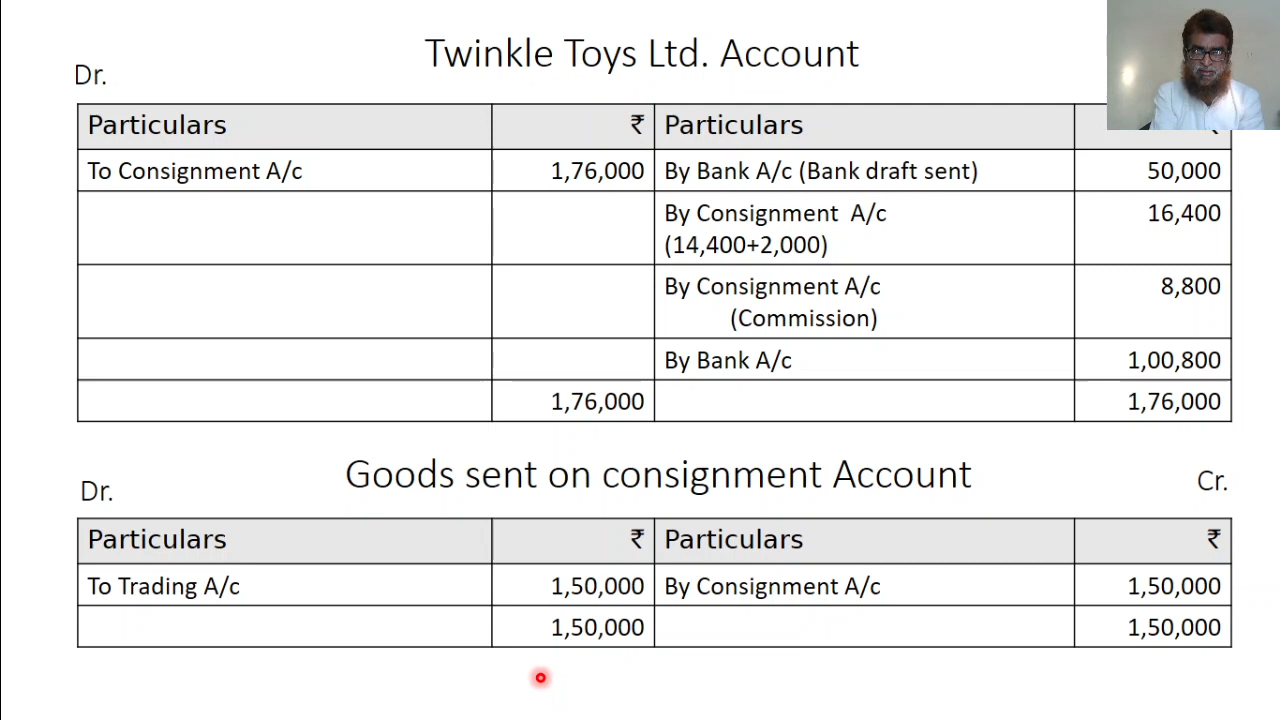 Twinkle Toys Ltd. Account
Dr.
Particulars ₹ Particulars
To Consignment A/c 1,76,000 By Bank A/c (Bank draft sent) 50,000
By Consignment A/c 16,400
(14,400+2,000)
By Consignment A/c 8,800
(Commission)
By Bank A/c 1,00,800
1,76,000 1,76,000
Goods sent on consignment Account
Dr. Cr.
Particulars ₹ Particulars ₹
To Trading A/c 1,50,000 By Consignment A/c 1,50,000
1,50,000 1,50,000